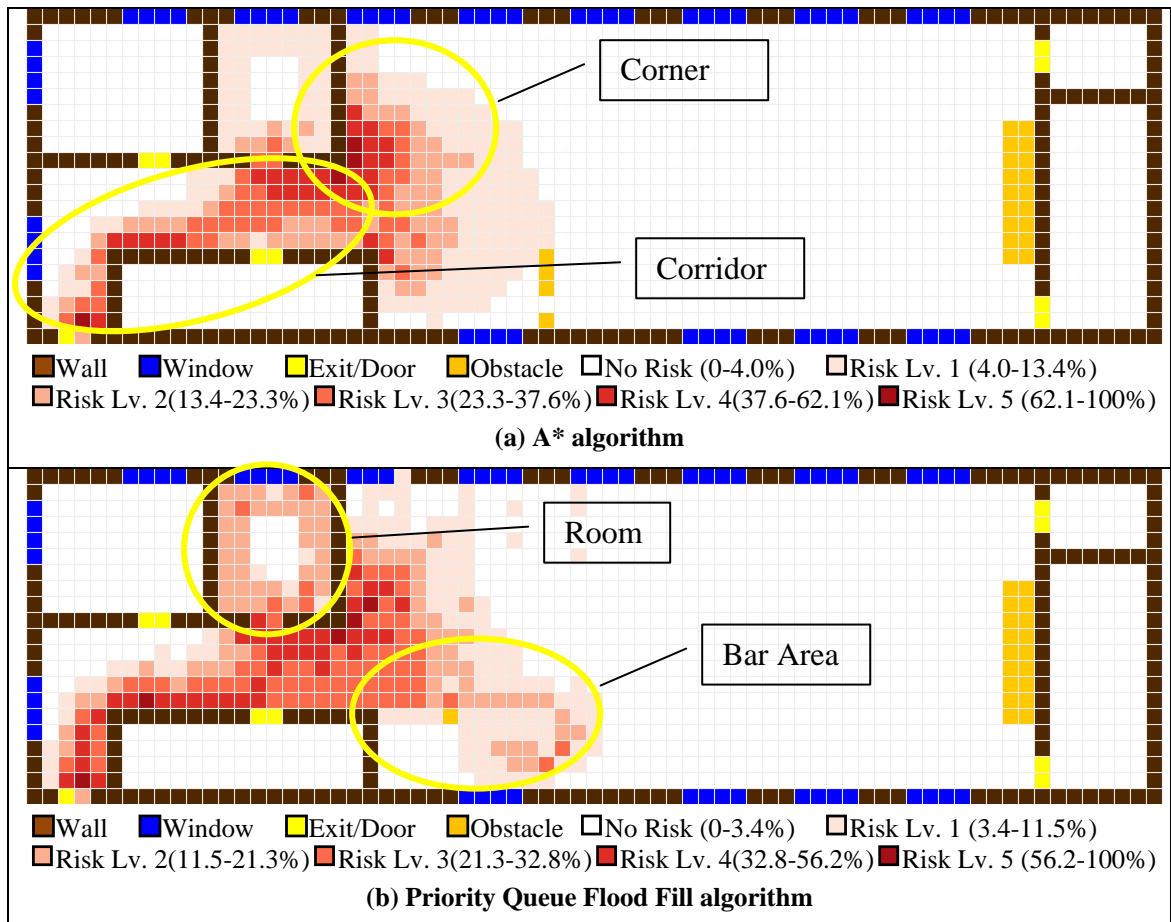 Corner
Corridor
Wall Window Exit/Door Obstacle No Risk (0-4.0%) Risk Lv. 1 (4.0-13.4%)
Risk Lv. 2(13.4-23.3%) Risk Lv. 3(23.3-37.6%) Risk Lv. 4(37.6-62.1%) Risk Lv. 5 (62.1-100%)
(a) A* algorithm
Room
Bar Area
Wall Window Exit/Door Obstacle No Risk (0-3.4%) Risk Lv. 1 (3.4-11.5%)
Risk Lv. 2(11.5-21.3%) Risk Lv. 3(21.3-32.8%) Risk Lv. 4(32.8-56.2%) Risk Lv. 5 (56.2-100%)
(b) Priority Queue Flood Fill algorithm